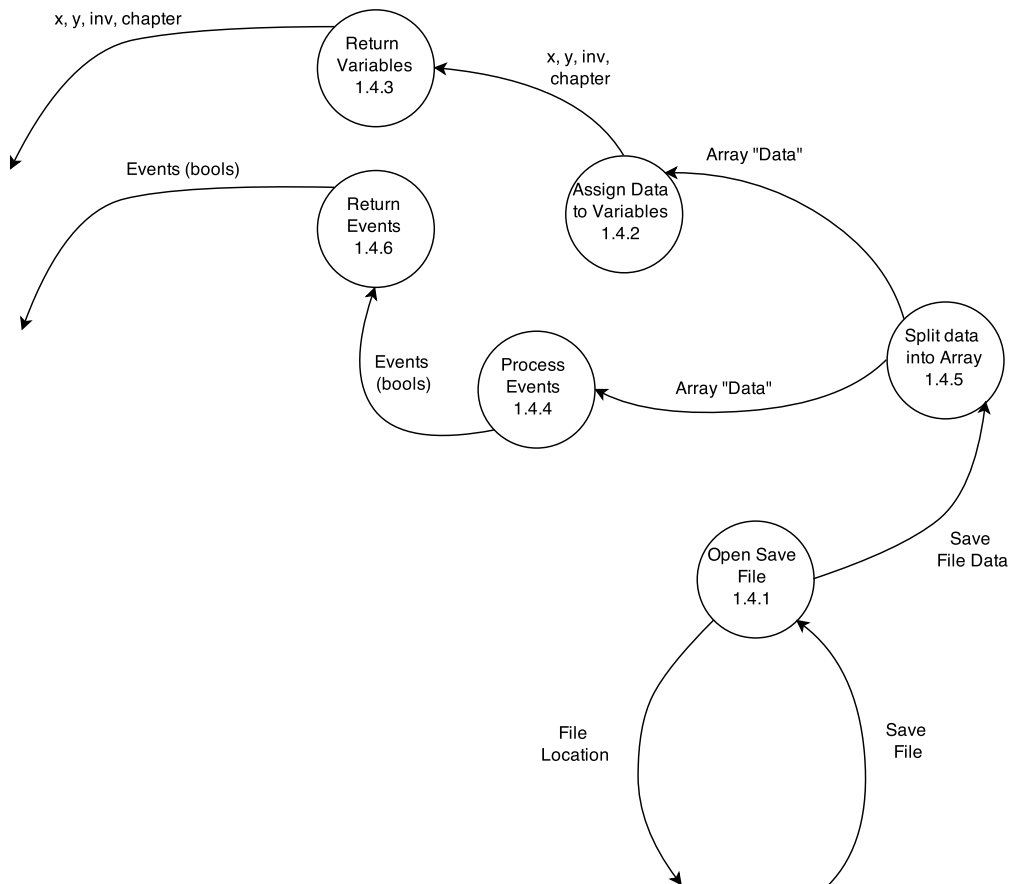 x, y, inv, chapter
Return
Variables
1.4.3
x, y, inv,
chapter
Array "Data"
Events (bools)
Assign Data
to Variables
1.4.2
Return
Events
1.4.6
Split data
into Array
1.4.5
Events
(bools)
Process
Events
1.4.4
Array "Data"
Save
File Data
Open Save
File
1.4.1
File
Location
Save
File